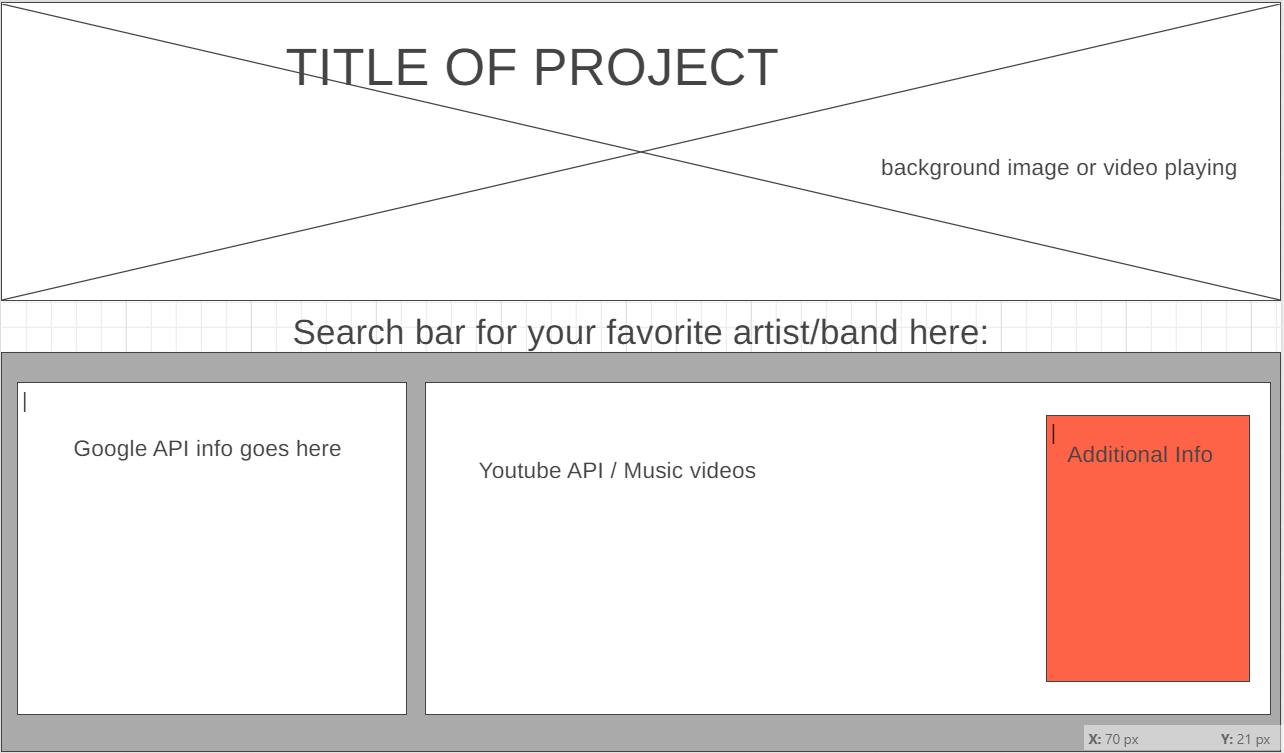 TITLE OF PROJECT
background image or video playing
Search bar for your favorite artist/band here:
Google API info goes here
Youtube API / Music videos
Additional Info
X: 70 px Y: 21 px